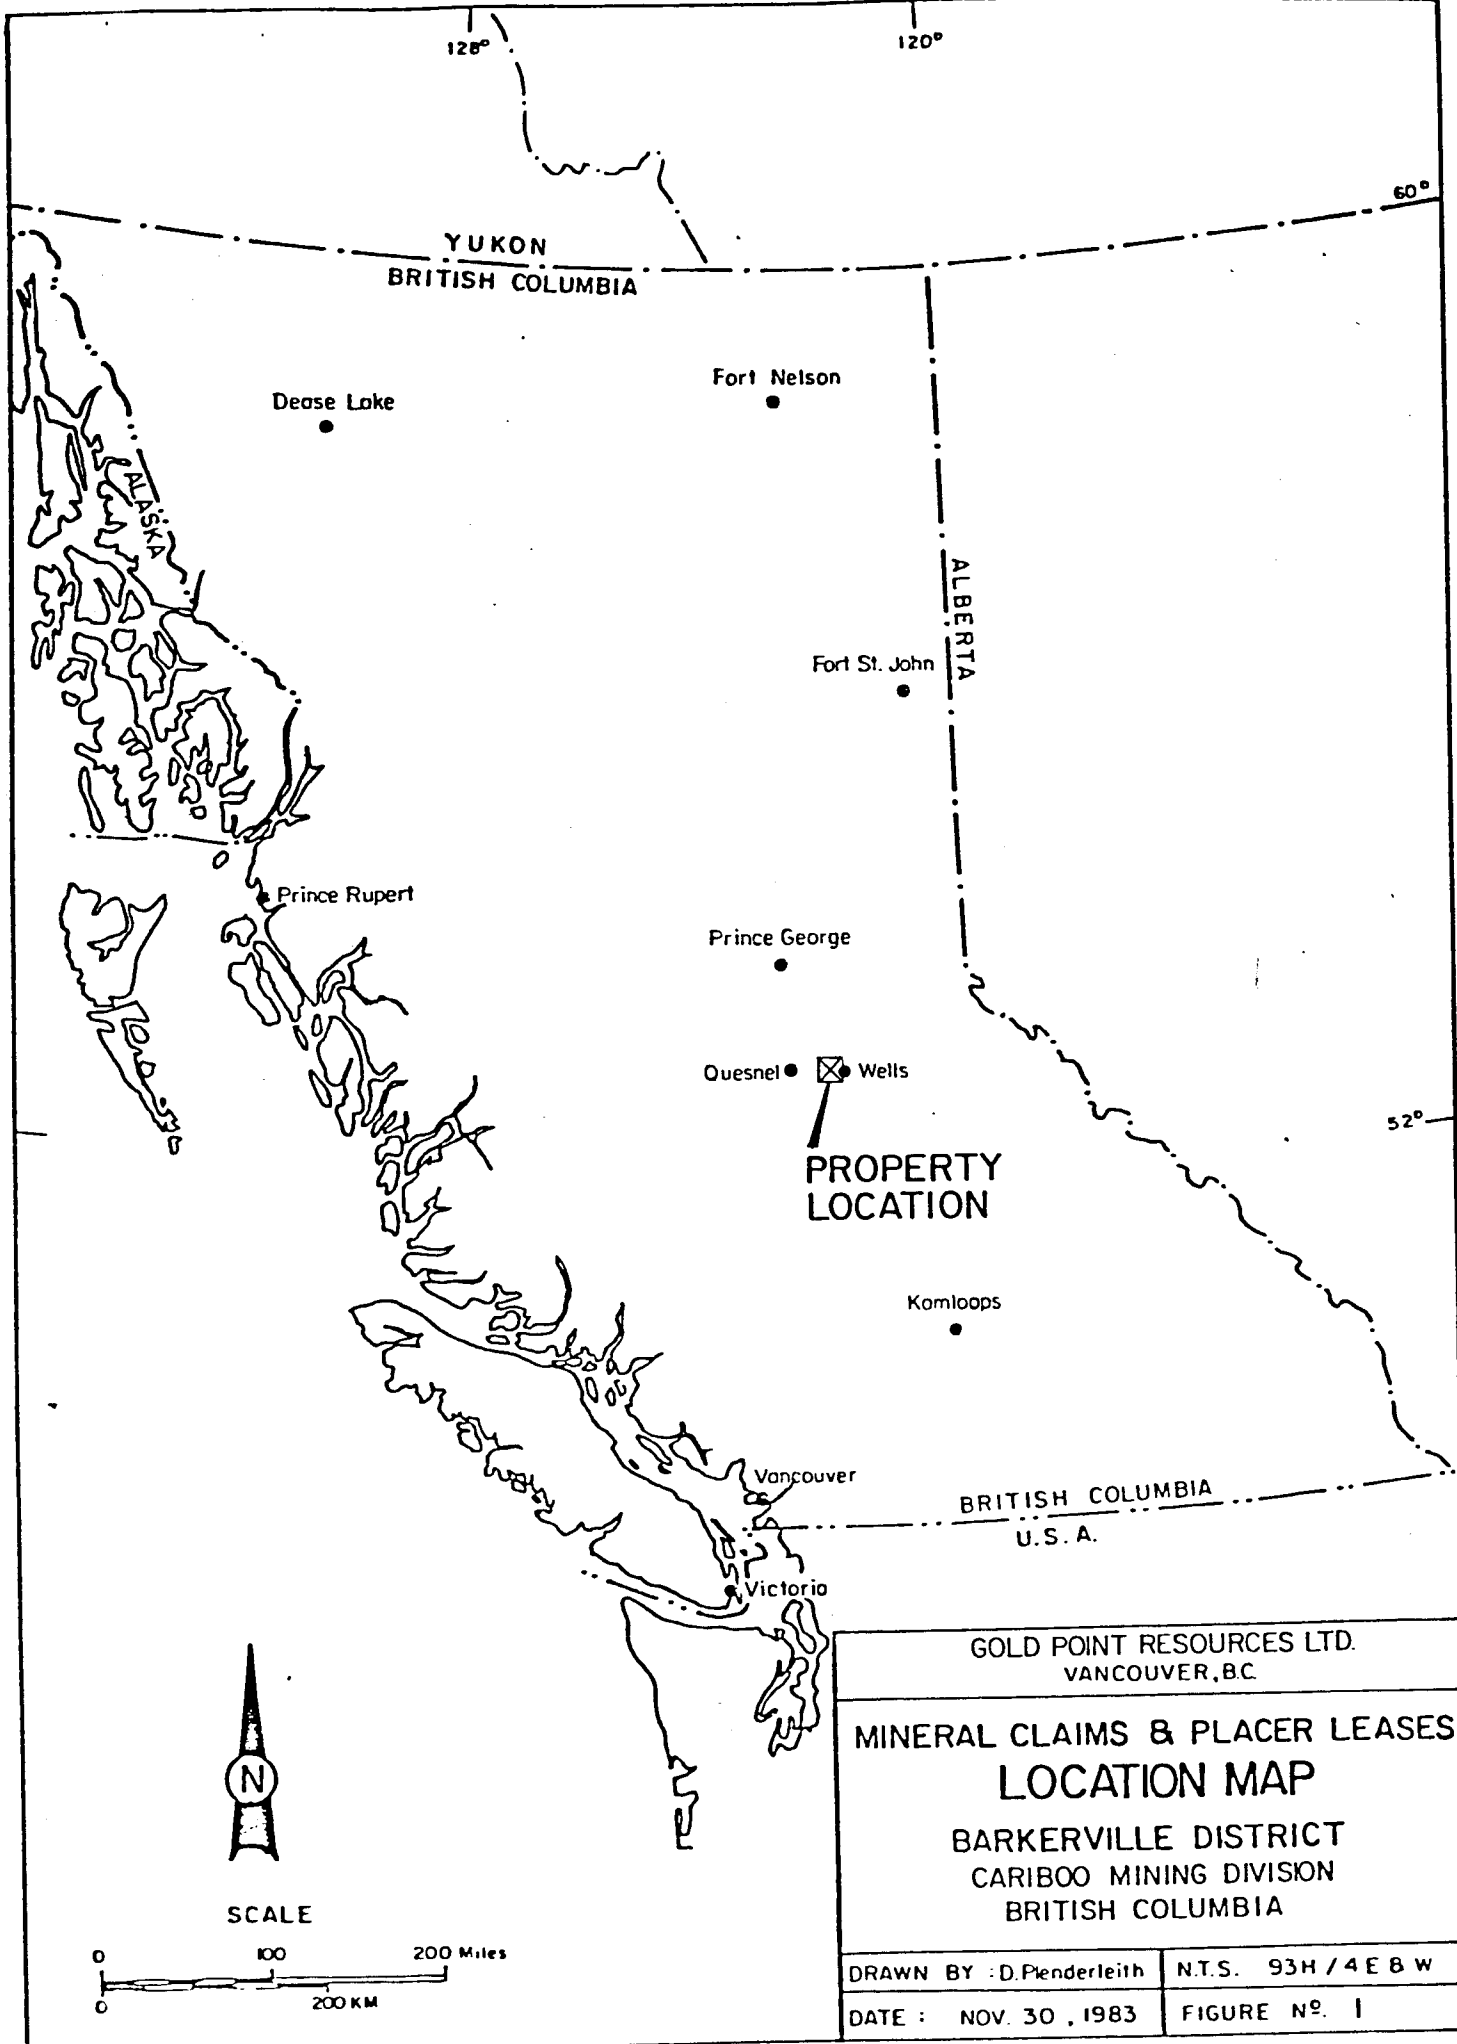 128°
120°
60°
YUKON
BRITISH COLUMBIA
Fort Nelson
Dease Lake
ALASKA
ALBERTA
Fort St. John
Prince Rupert
Prince George
Quesnel
Wells
52°
PROPERTY
LOCATION
Kamloops
Vancouver
BRITISH COLUMBIA
U.S.A.
Victoria
GOLD POINT RESOURCES LTD.
VANCOUVER, B.C.
MINERAL CLAIMS & PLACER LEASES
LOCATION MAP
BARKERVILLE DISTRICT
CARIBOO MINING DIVISION
BRITISH COLUMBIA
N
SCALE
0 100 200 Miles
0 200 KM
DRAWN BY : D. Plenderleith
N.T.S. 93H / 4 E & W
DATE : NOV. 30, 1983
FIGURE Nº. 1